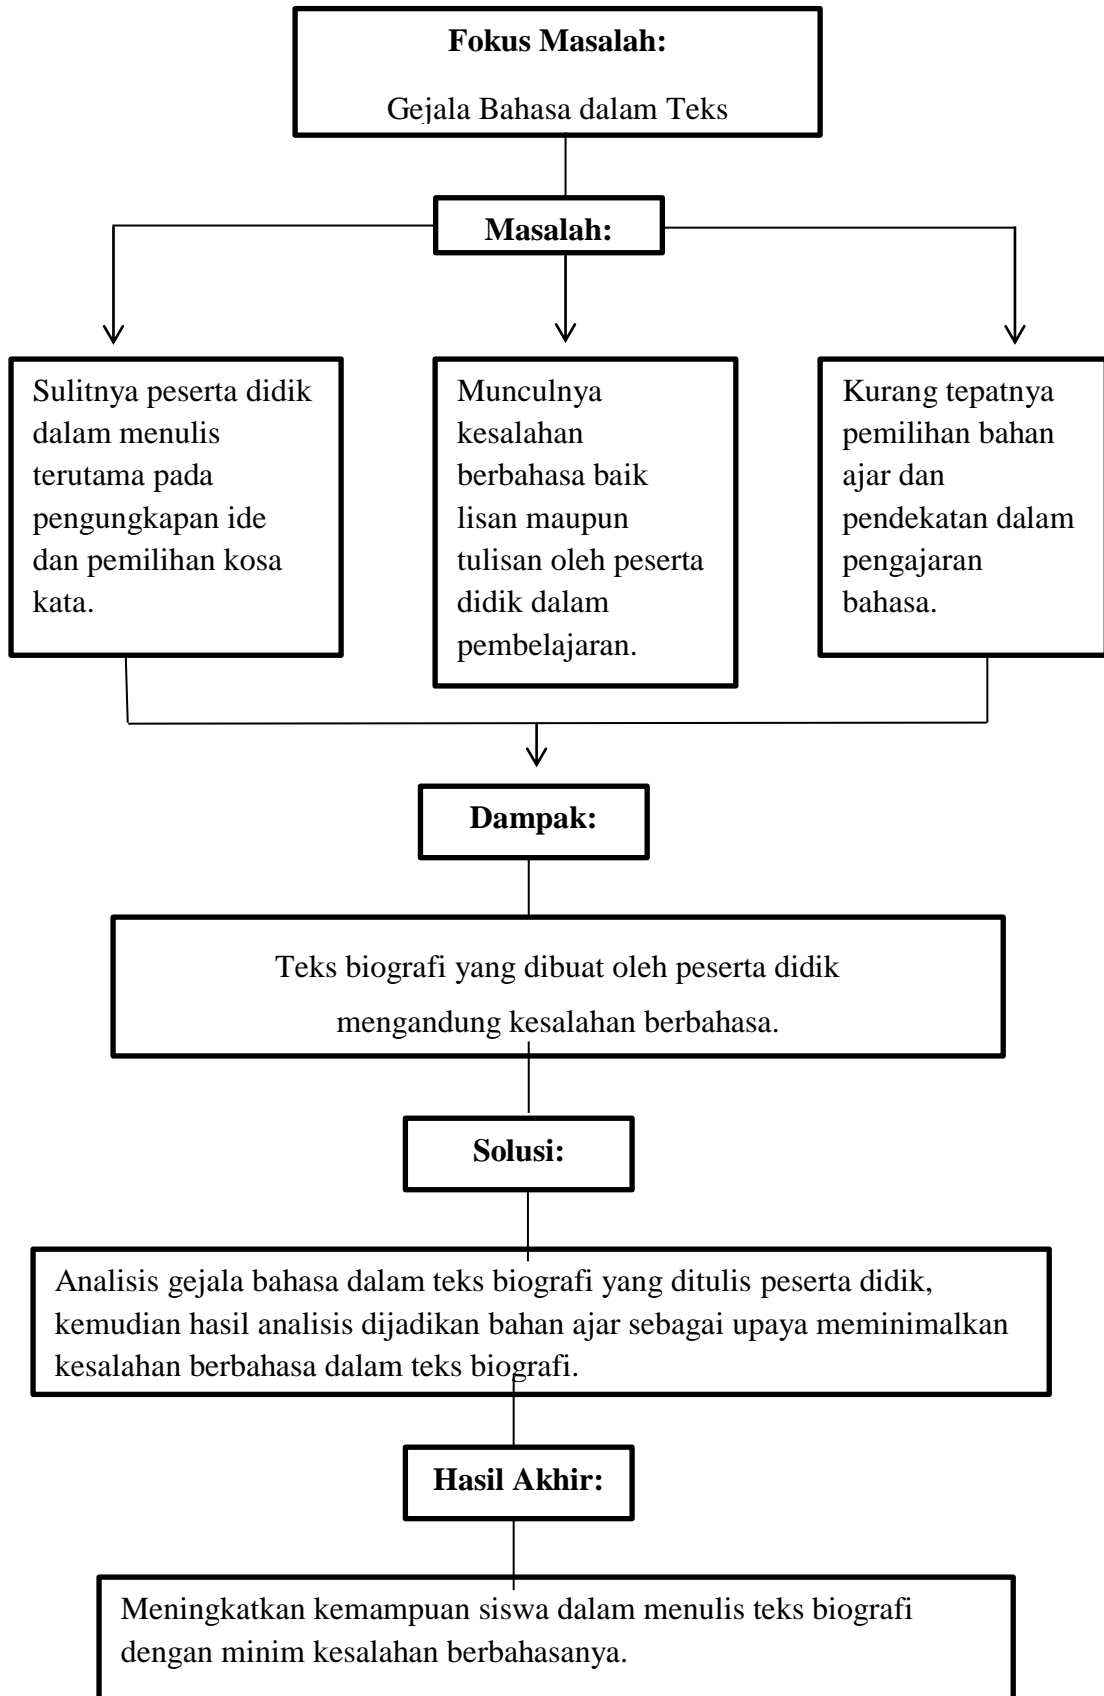 Fokus Masalah:
Gejala Bahasa dalam Teks
Masalah:
Sulitnya peserta didik
dalam menulis
terutama pada
pengungkapan ide
dan pemilihan kosa
kata.
Munculnya
kesalahan
berbahasa baik
lisan maupun
tulisan oleh peserta
didik dalam
pembelajaran.
Kurang tepatnya
pemilihan bahan
ajar dan
pendekatan dalam
pengajaran
bahasa.
Dampak:
Teks biografi yang dibuat oleh peserta didik
mengandung kesalahan berbahasa.
Solusi:
Analisis gejala bahasa dalam teks biografi yang ditulis peserta didik,
kemudian hasil analisis dijadikan bahan ajar sebagai upaya meminimalkan
kesalahan berbahasa dalam teks biografi.
Hasil Akhir:
Meningkatkan kemampuan siswa dalam menulis teks biografi
dengan minim kesalahan berbahasanya.